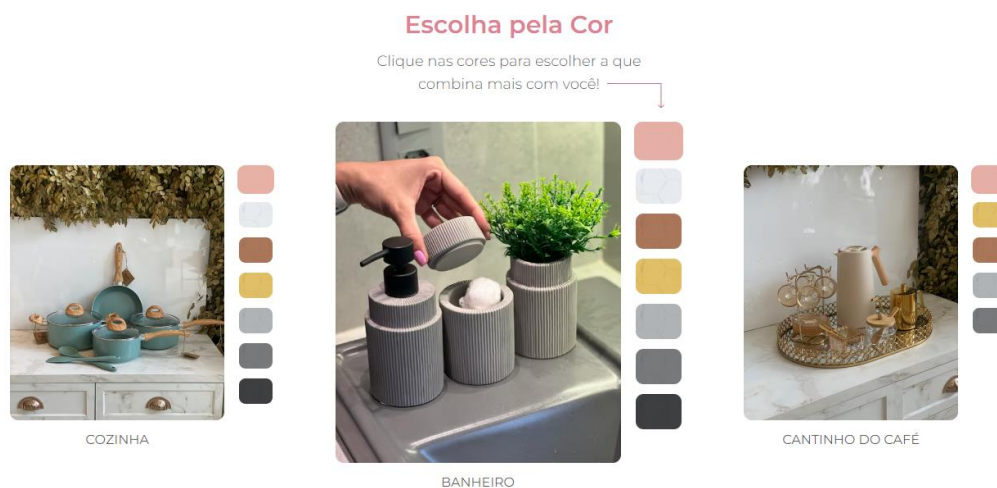 Escolha pela Cor
Clique nas cores para escolher a que
combina mais com você!
COZINHA
BANHEIRO
CANTINHO DO CAFÉ